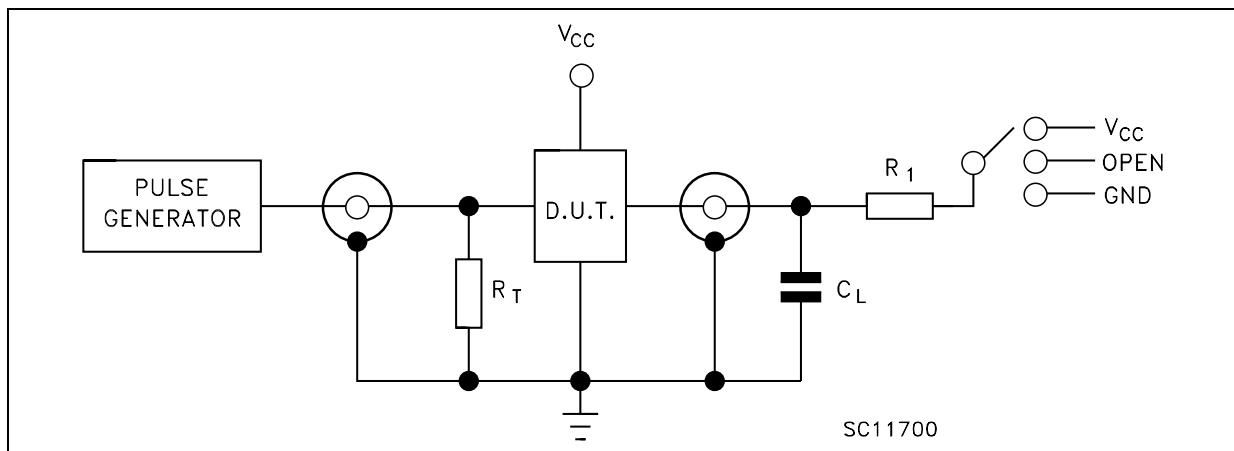 VCC
PULSE
GENERATOR
D.U.T.
RT
R1
CL
VCC
OPEN
GND
SC11700